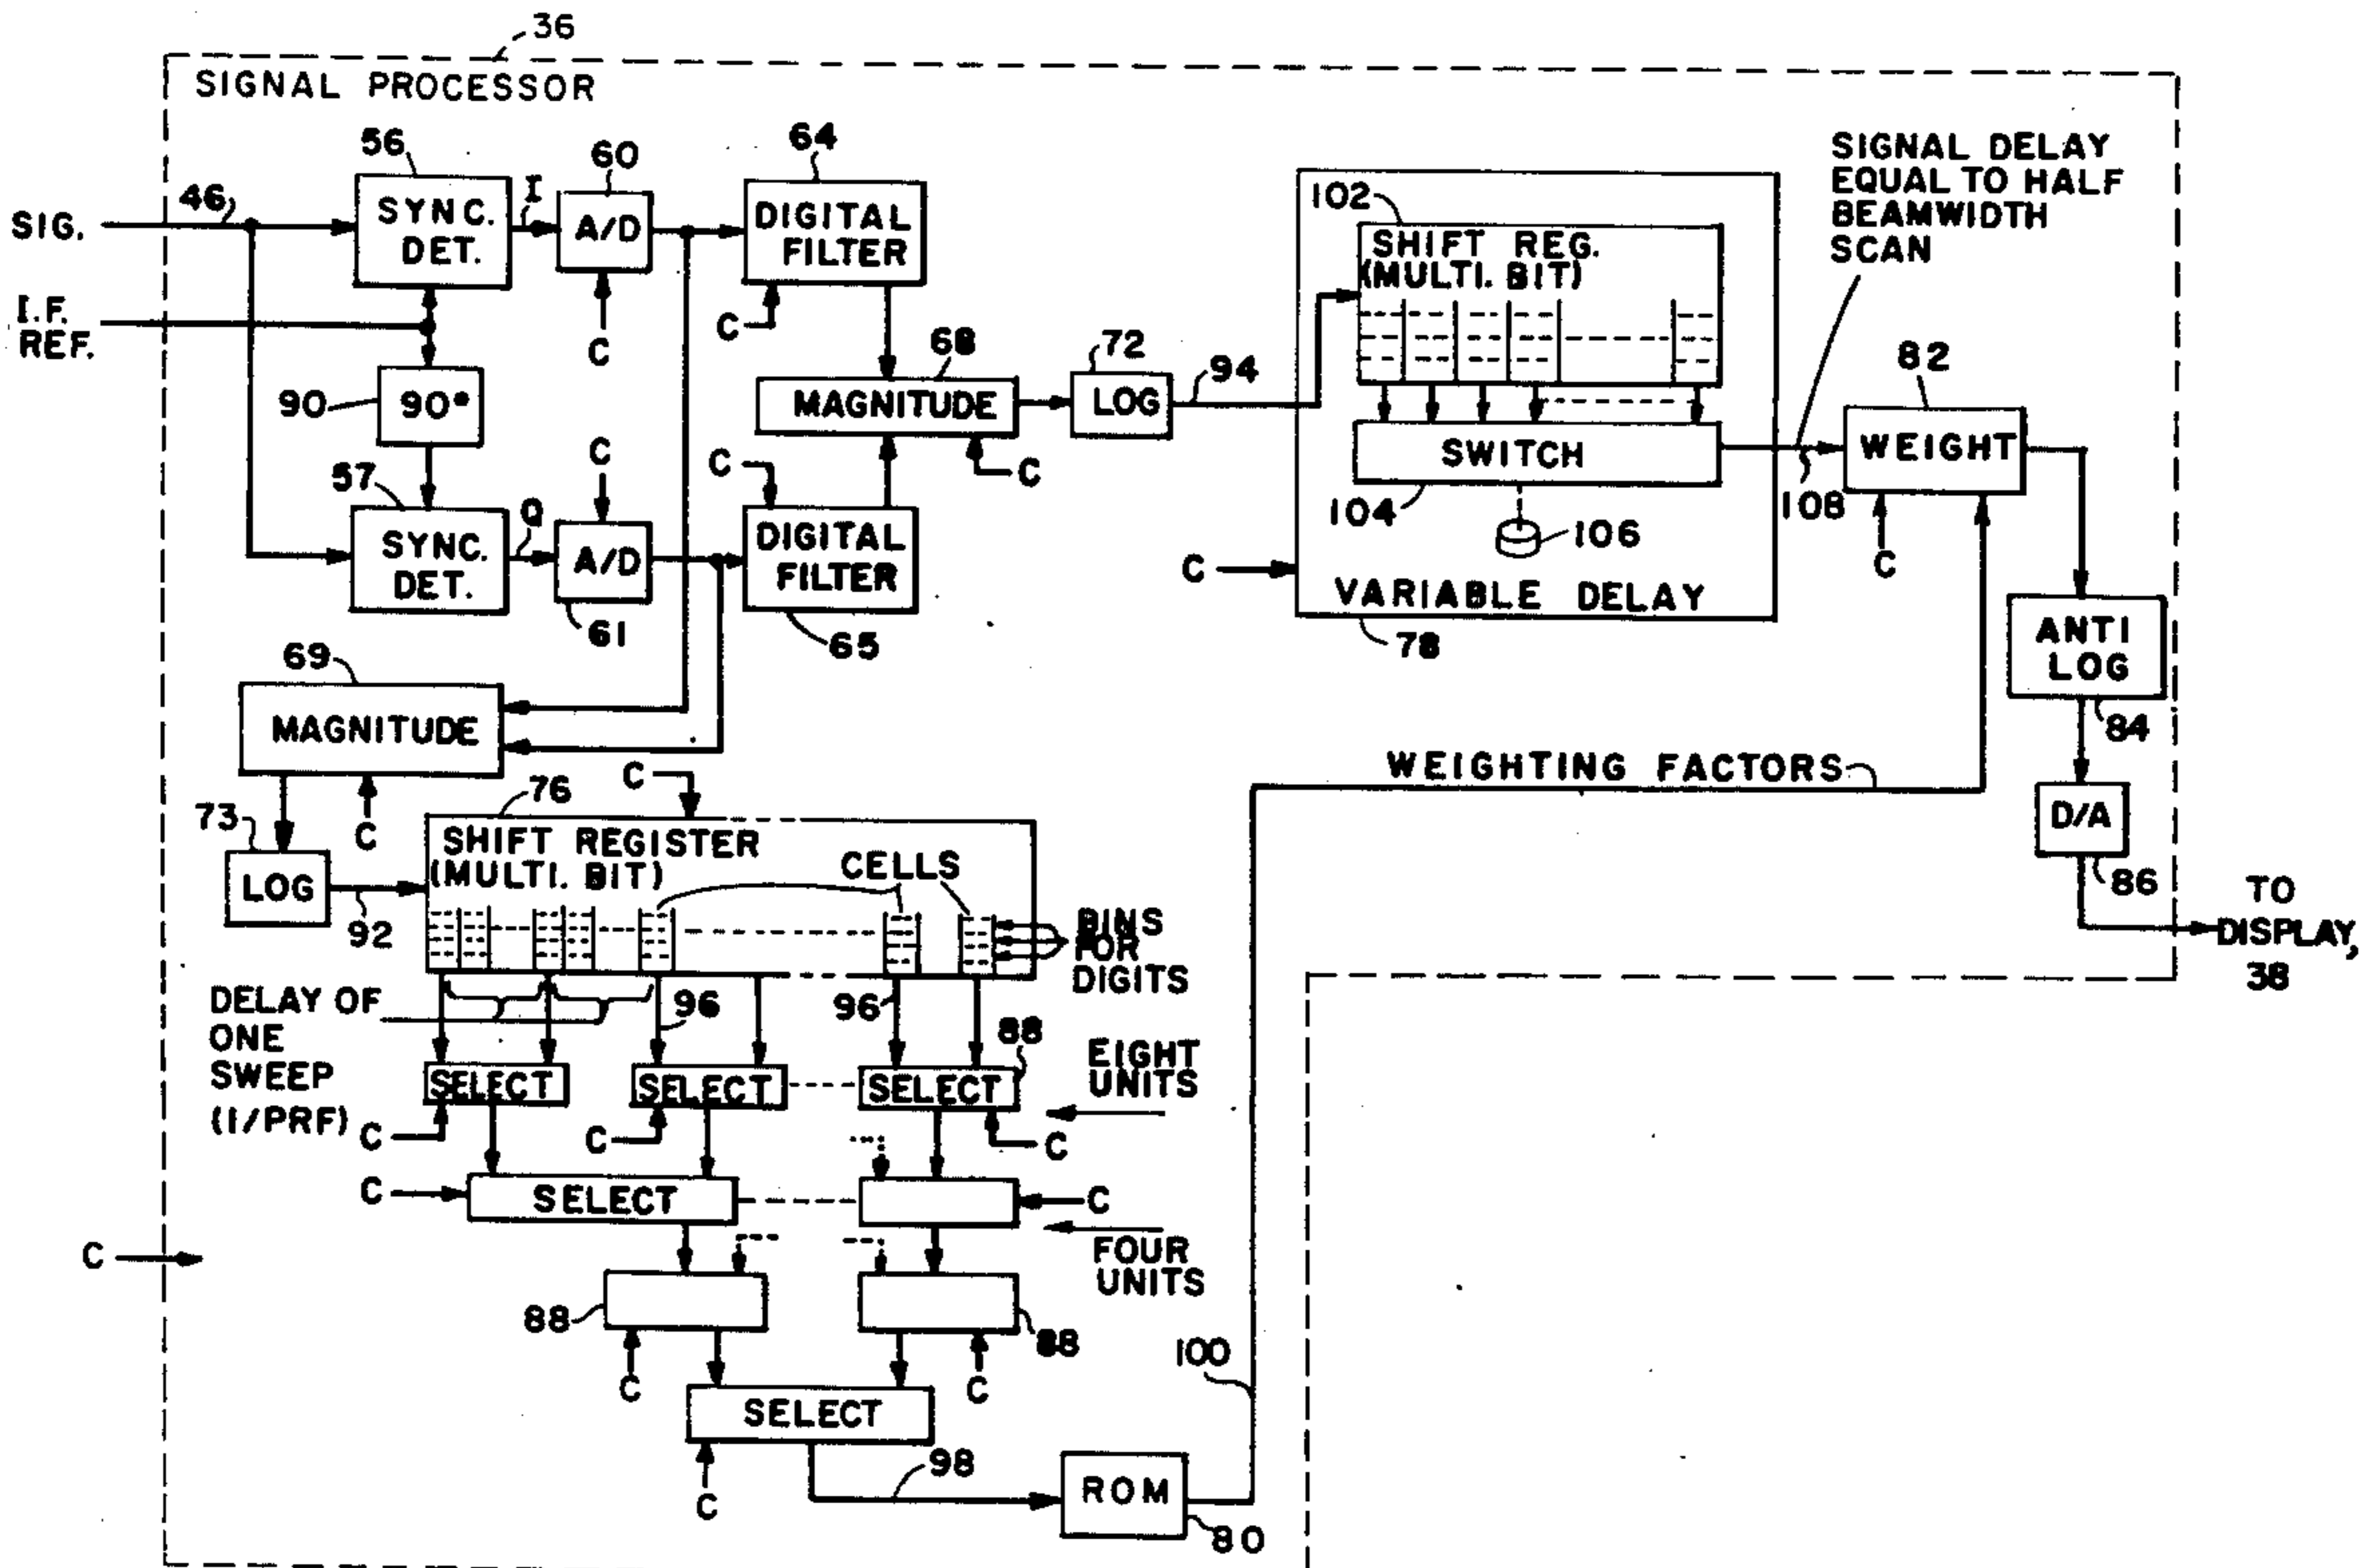 36
SIGNAL PROCESSOR
SIG.
46
56
SYNC.
DET.
I
60
A/D
C
64
DIGITAL
FILTER
C
I.F.
REF.
90
90°
57
SYNC.
DET.
Q
C
A/D
61
C
DIGITAL
FILTER
65
68
MAGNITUDE
C
72
LOG
94
102
SHIFT REG.
(MULTI. BIT)
SWITCH
104
106
C
VARIABLE DELAY
78
SIGNAL DELAY
EQUAL TO HALF
BEAMWIDTH
SCAN
108
82
WEIGHT
C
ANTI
LOG
84
D/A
86
TO
DISPLAY,
38
WEIGHTING FACTORS
69
MAGNITUDE
C
73
LOG
92
C
76
SHIFT REGISTER
(MULTI. BIT)
CELLS
BINS
FOR
DIGITS
DELAY OF
ONE
SWEEP
(1/PRF)
96
96
88
SELECT
SELECT
SELECT
EIGHT
UNITS
C
C
C
C
SELECT
C
FOUR
UNITS
C
88
88
C
C
SELECT
C
98
100
ROM
80